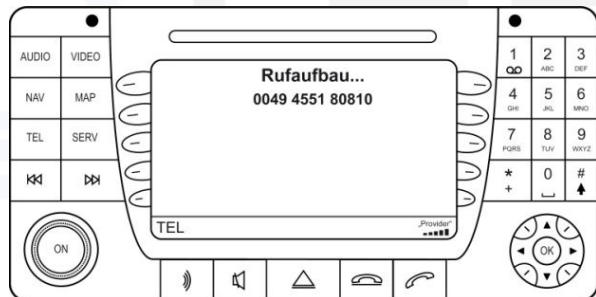 AUDIO
VIDEO
NAV
MAP
TEL
SERV
ON
Rufaufbau...
0049 4551 80810
TEL
„Provider“
1
2
ABC
3
DEF
4
GHI
5
JKL
6
MNO
7
PQRS
8
TUV
9
WXYZ
*
+
0
#
OK